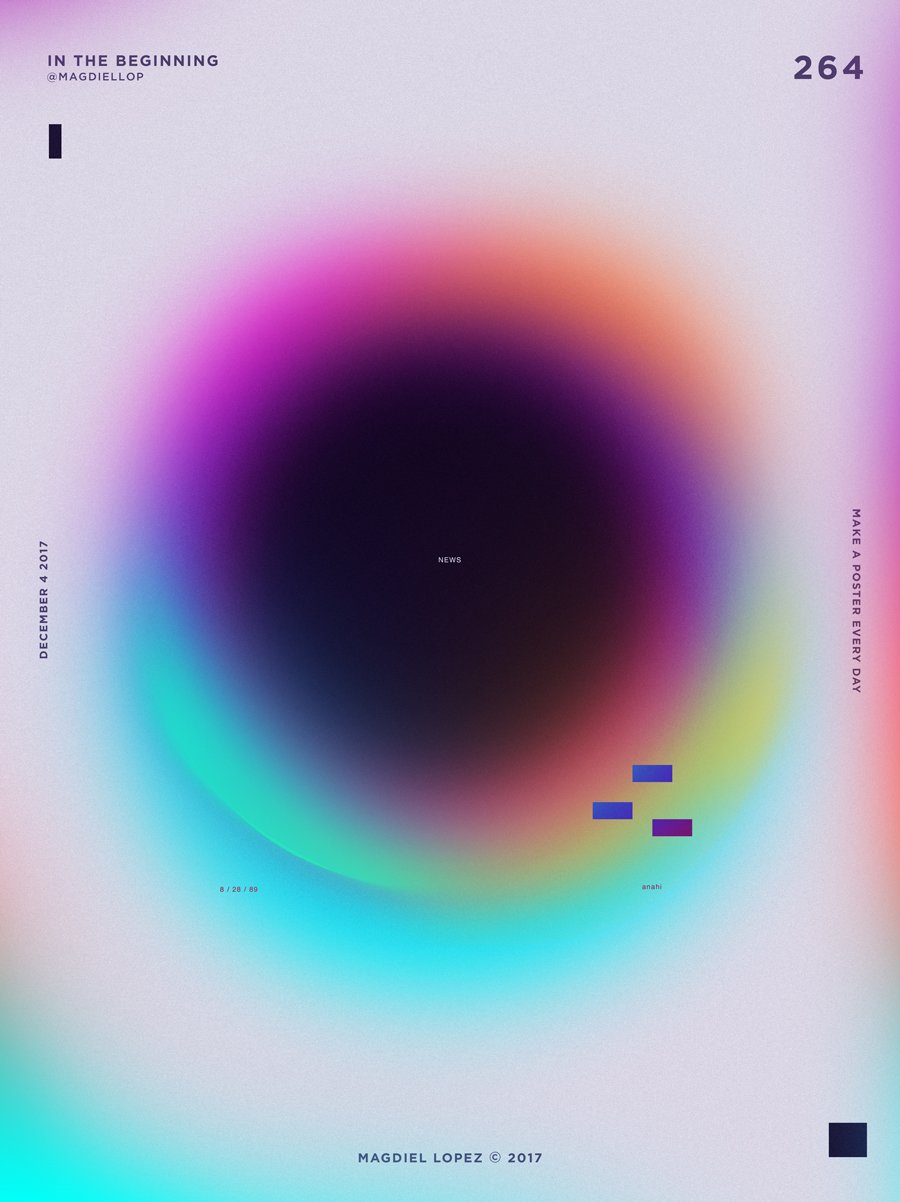 IN THE BEGINNING
@MAGDIELLOP
264
DECEMBER 4 2017
NEWS
MAKE A POSTER EVERY DAY
8 / 28 / 89
anahi
MAGDIEL LOPEZ © 2017